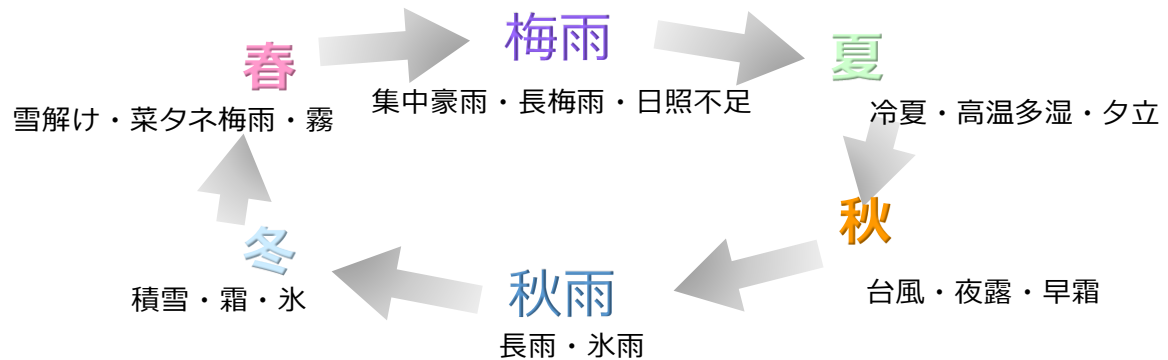 春
雪解け・菜タネ梅雨・霧
梅雨
集中豪雨・長梅雨・日照不足
夏
冷夏・高温多湿・夕立
秋
台風・夜露・早霜
秋雨
長雨・氷雨
冬
積雪・霜・氷